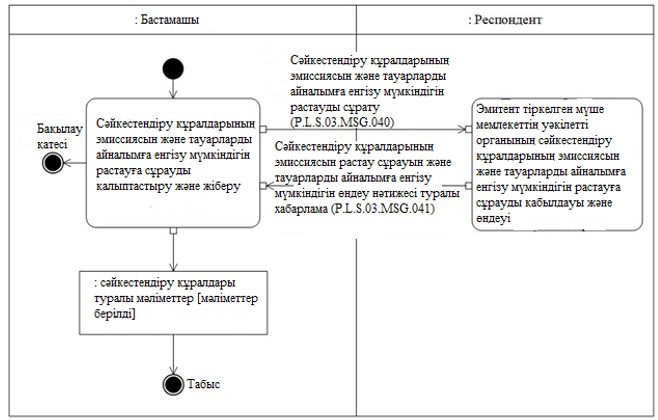 : Бастамашы
: Респондент
Сәйкестендіру құралдарының
эмиссиясын және тауарларды
айналымға енгізу мүмкіндігін
растауды сұрату
(P.L.S.03.MSG.040)
Бақылау
катесі
Сәйкестендіру құралдарының
эмиссиясын және тауарларды
айналымға енгізу мүмкіндігін
растауға сұрауды
қалыптастыру және жіберу
Сәйкестендіру құралдарының
эмиссиясын растау сұрауын және
тауарларды айналымға енгізу
мүмкіндігін өндеу нәтижесі туралы
хабарлама (P.L.S.03.MSG.041)
Эмитент тіркелген мүше
мемлекеттің уәкілетті
органының сәйкестендіру
құралдарының эмиссиясын
және тауарларды айналымға
енгізу мүмкіндігін растауға
сұрауды қабылдауы және
өндеуі
: сәйкестендіру құралдары
туралы мәліметтер [мәліметтер
берілді]
Табыс